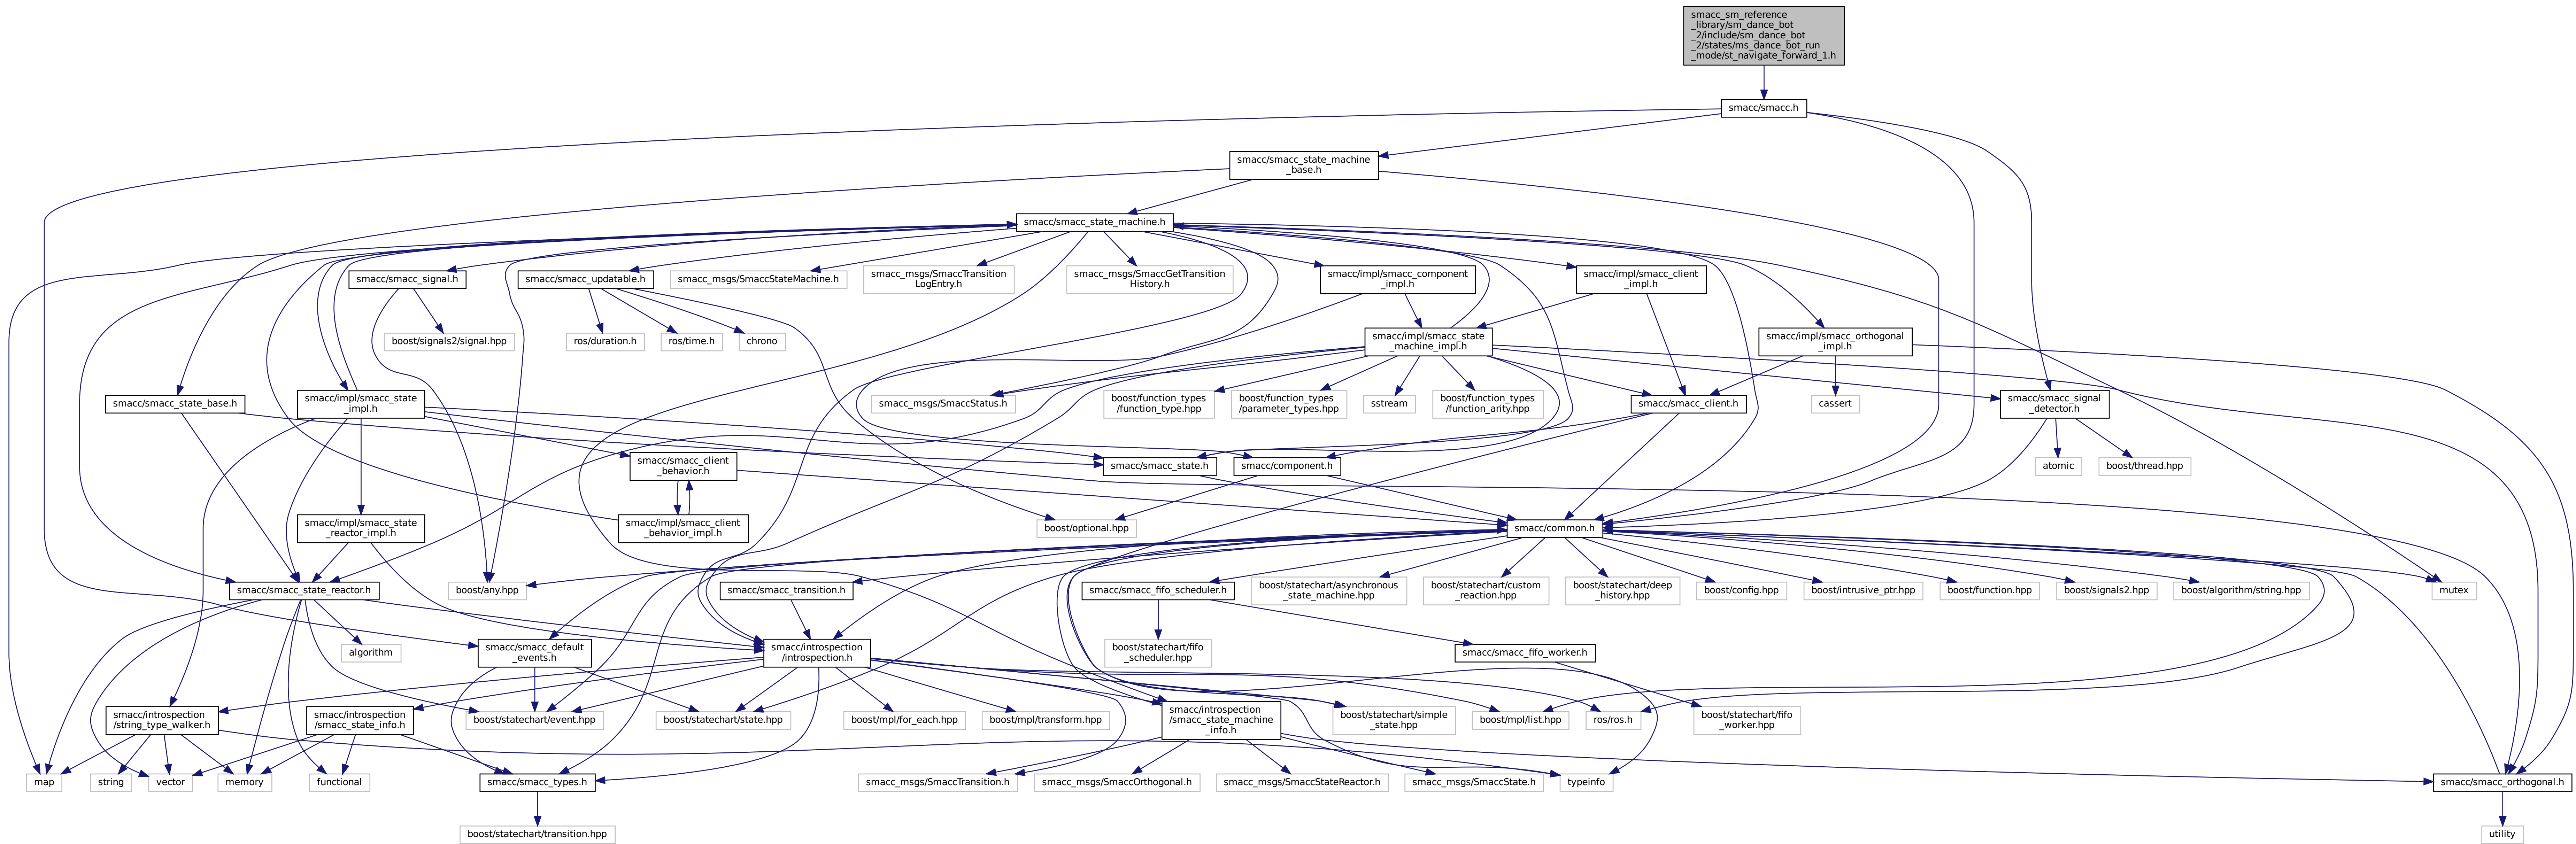 smacc_sm_reference
_library/sm_dance_bot
_2/include/sm_dance_bot
_2/states/ms_dance_bot_run
_mode/st_navigate_forward_1.h
smacc/smacc.h
smacc/smacc_state_machine
_base.h
smacc/smacc_state_machine.h
smacc/smacc_signal.h
smacc/smacc_updatable.h
smacc_msgs/SmaccStateMachine.h
smacc_msgs/SmaccTransition
LogEntry.h
smacc_msgs/SmaccGetTransition
History.h
smacc/impl/smacc_component
_impl.h
smacc/impl/smacc_client
_impl.h
boost/signals2/signal.hpp
ros/duration.h
ros/time.h
chrono
smacc/impl/smacc_state
_machine_impl.h
smacc/impl/smacc_orthogonal
_impl.h
smacc/smacc_state_base.h
smacc/impl/smacc_state
_impl.h
smacc_msgs/SmaccStatus.h
boost/function_types
/function_type.hpp
boost/function_types
/parameter_types.hpp
sstream
boost/function_types
/function_arity.hpp
smacc/smacc_client.h
cassert
smacc/smacc_signal
_detector.h
smacc/smacc_client
_behavior.h
smacc/smacc_state.h
smacc/component.h
atomic
boost/thread.hpp
smacc/impl/smacc_state
_reactor_impl.h
smacc/impl/smacc_client
_behavior_impl.h
boost/optional.hpp
smacc/common.h
smacc/smacc_state_reactor.h
boost/any.hpp
smacc/smacc_transition.h
smacc/smacc_fifo_scheduler.h
boost/statechart/asynchronous
_state_machine.hpp
boost/statechart/custom
_reaction.hpp
boost/statechart/deep
_history.hpp
boost/config.hpp
boost/intrusive_ptr.hpp
boost/function.hpp
boost/signals2.hpp
boost/algorithm/string.hpp
mutex
algorithm
smacc/smacc_default
_events.h
smacc/introspection
/introspection.h
boost/statechart/fifo
_scheduler.hpp
smacc/smacc_fifo_worker.h
smacc/introspection
/string_type_walker.h
smacc/introspection
/smacc_state_info.h
boost/statechart/event.hpp
boost/statechart/state.hpp
boost/mpl/for_each.hpp
boost/mpl/transform.hpp
smacc/introspection
/smacc_state_machine
_info.h
boost/statechart/simple
_state.hpp
boost/mpl/list.hpp
ros/ros.h
boost/statechart/fifo
_worker.hpp
map
string
vector
memory
functional
smacc/smacc_types.h
smacc_msgs/SmaccTransition.h
smacc_msgs/SmaccOrthogonal.h
smacc_msgs/SmaccStateReactor.h
smacc_msgs/SmaccState.h
typeinfo
smacc/smacc_orthogonal.h
boost/statechart/transition.hpp
utility